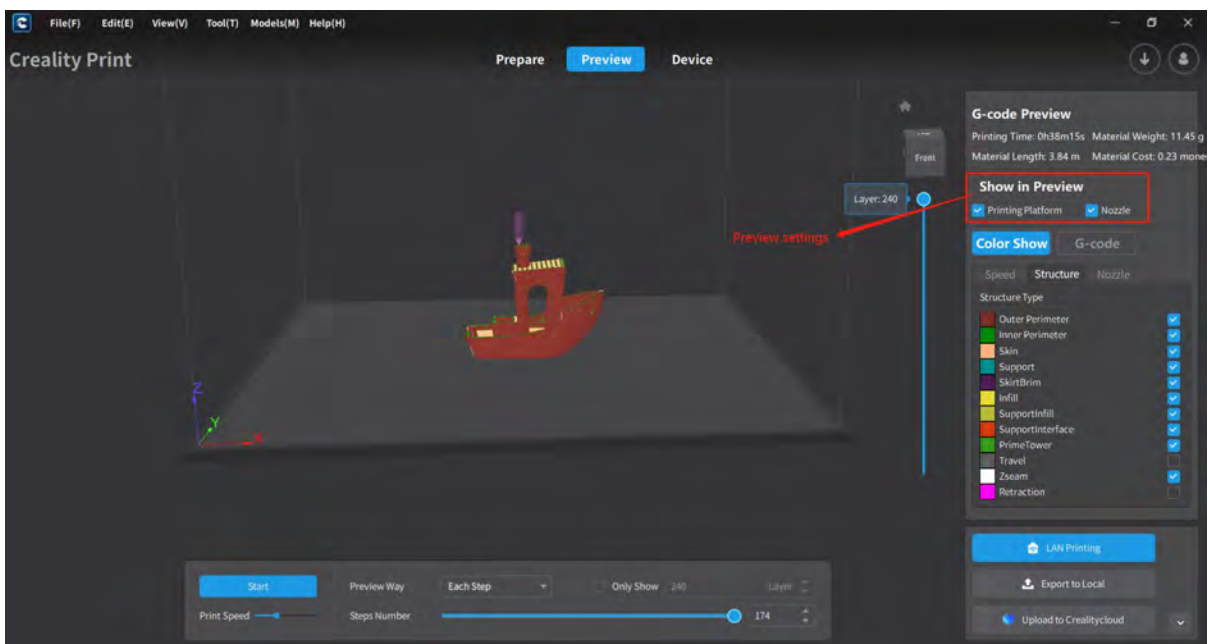 File(F) Edit(E) View(V) Tool(T) Models(M) Help(H)
Creality Print
Prepare Preview Device
Front
Layer: 240
Preview settings
Z
Y
X
G-code Preview
Printing Time: 0h38m15s Material Weight: 11.45 g
Material Length: 3.84 m Material Cost: 0.23 mone
Show in Preview
Printing Platform Nozzle
Color Show G-code
Speed Structure Nozzle
Structure Type
Outer Perimeter
Inner Perimeter
Skin
Support
SkirtBrim
Infill
SupportInfill
SupportInterface
PrimeTower
Travel
Zseam
Retraction
LAN Printing
Export to Local
Upload to Crealitycloud
Start Preview Way Each Step Only Show 240 Layer
Print Speed Steps Number 174